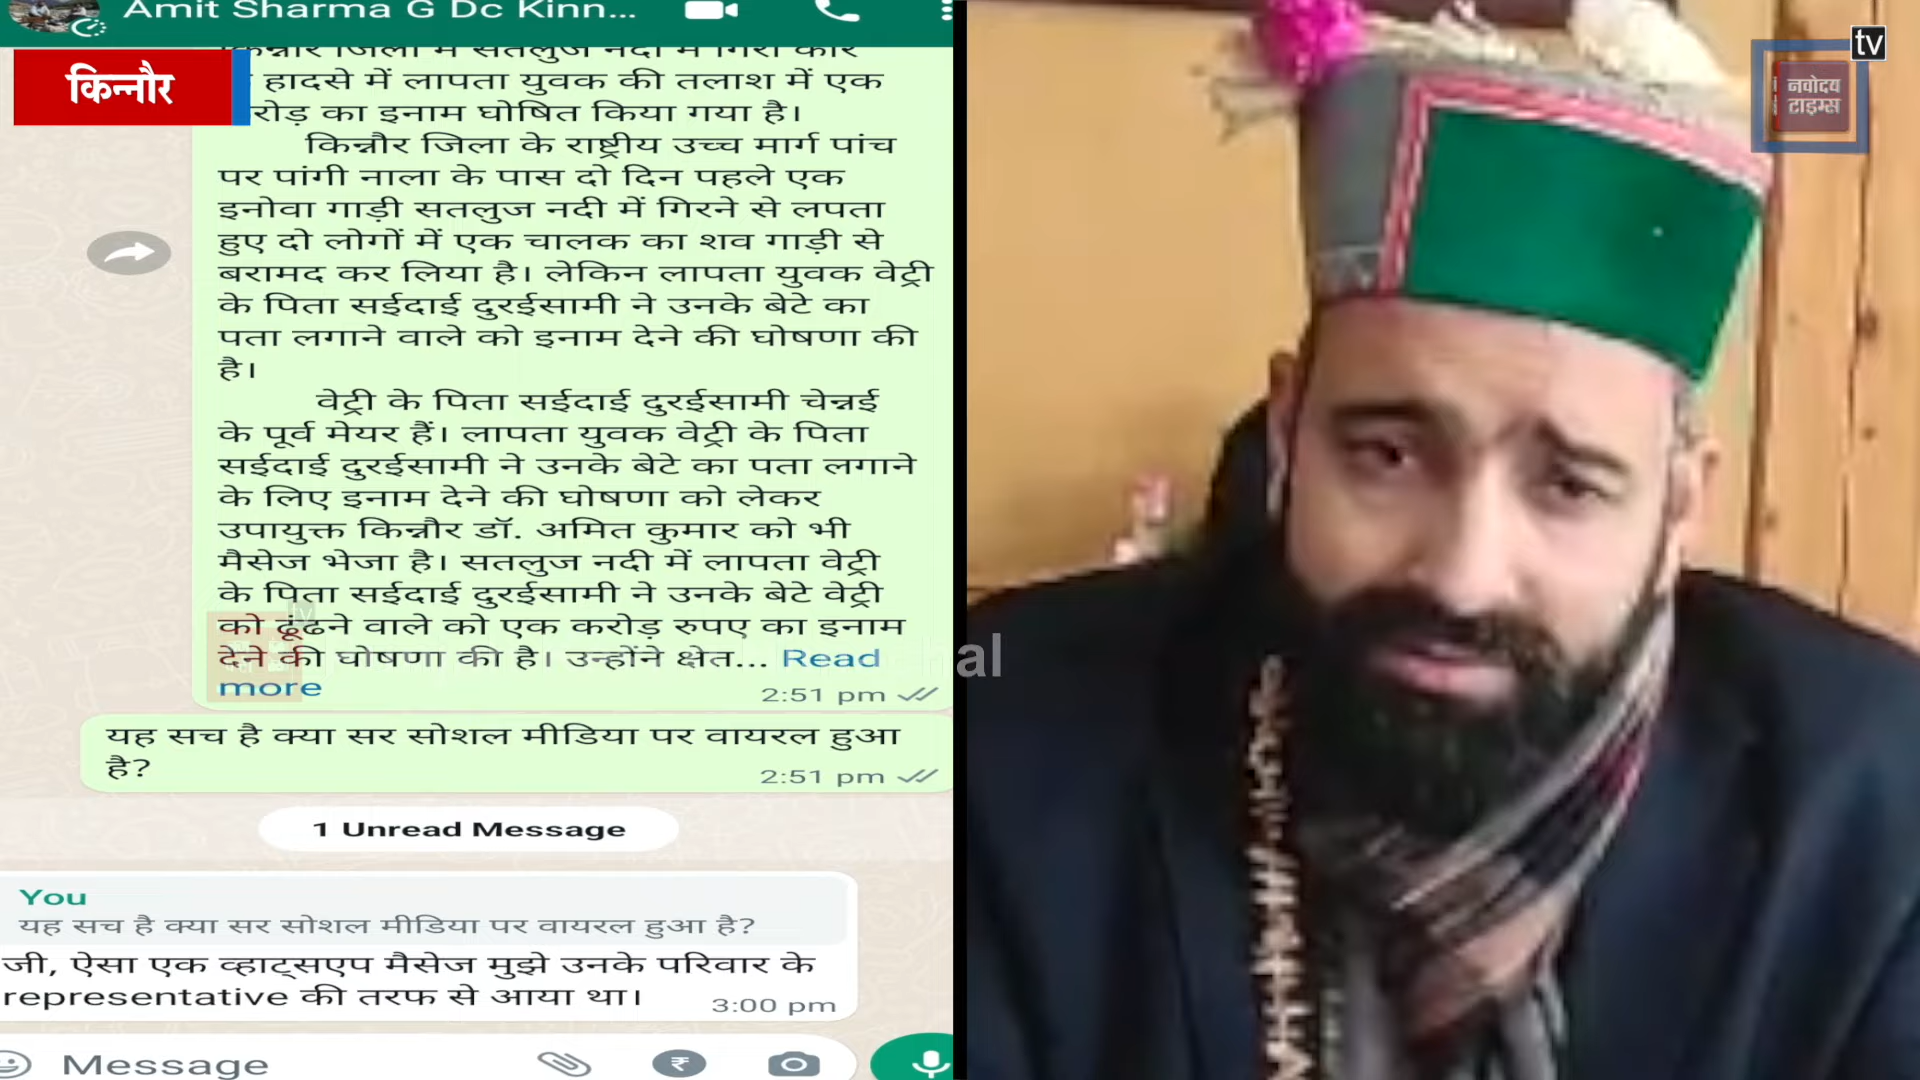 Amit Sharma G Dc Kinn...
किन्नौर
किन्नौर जिला में सतलुज नदी में गिरी कार
हादसे में लापता युवक की तलाश में एक
रोड़ का इनाम घोषित किया गया है।
किन्नौर जिला के राष्ट्रीय उच्च मार्ग पांच
पर पांगी नाला के पास दो दिन पहले एक
इनोवा गाड़ी सतलुज नदी में गिरने से लपता
हुए दो लोगों में एक चालक का शव गाड़ी से
बरामद कर लिया है। लेकिन लापता युवक वेट्री
के पिता सईदाई दुरईसामी ने उनके बेटे का
पता लगाने वाले को इनाम देने की घोषणा की
है।
वेट्री के पिता सईदाई दुरईसामी चेन्नई
के पूर्व मेयर हैं। लापता युवक वेट्री के पिता
सईदाई दुरईसामी ने उनके बेटे का पता लगाने
के लिए इनाम देने की घोषणा को लेकर
उपायुक्त किन्नौर डॉ. अमित कुमार को भी
मैसेज भेजा है। सतलुज नदी में लापता वेट्री
के पिता सईदाई दुरईसामी ने उनके बेटे वेट्री
को ढूंढने वाले को एक करोड़ रुपए का इनाम
देने की घोषणा की है। उन्होंने क्षेत... Read
more
2:51 pm
यह सच है क्या सर सोशल मीडिया पर वायरल हुआ
है?
2:51 pm
1 Unread Message
You
यह सच है क्या सर सोशल मीडिया पर वायरल हुआ है?
जी, ऐसा एक व्हाट्सएप मैसेज मुझे उनके परिवार के
representative की तरफ से आया था।
3:00 pm
Message
tv
नवोदय
टाइम्स